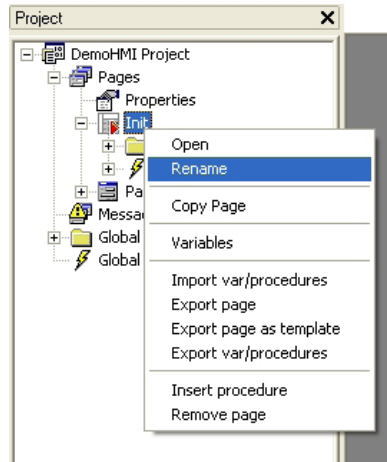 Project
DemoHMI Project
Pages
Properties
Init
Open
Rename
Pa
Copy Page
Messa
Global
Variables
Global
Import var/procedures
Export page
Export page as template
Export var/procedures
Insert procedure
Remove page